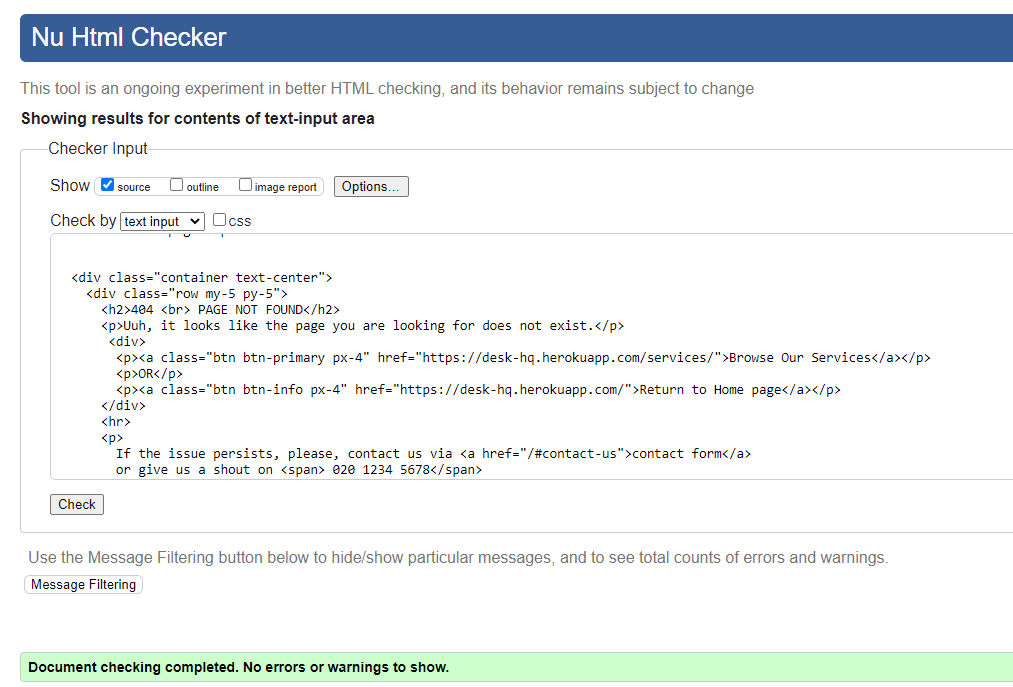 Nu Html Checker
This tool is an ongoing experiment in better HTML checking, and its behavior remains subject to change
Showing results for contents of text-input area
Checker Input
Show source outline image report Options...
Check by text input css
<div class="container text-center">
<div class="row my-5 py-5">
<h2>404 <br> PAGE NOT FOUND</h2>
<p>Uuh, it looks like the page you are looking for does not exist.</p>
<div>
<p><a class="btn btn-primary px-4" href="https://desk-hq.herokuapp.com/services/">Browse Our Services</a></p>
<p>OR</p>
<p><a class="btn btn-info px-4" href="https://desk-hq.herokuapp.com/">Return to Home page</a></p>
</div>
<hr>
<p>
If the issue persists, please, contact us via <a href="/#contact-us">contact form</a>
or give us a shout on <span> 020 1234 5678</span>
Check
Use the Message Filtering button below to hide/show particular messages, and to see total counts of errors and warnings.
Message Filtering
Document checking completed. No errors or warnings to show.